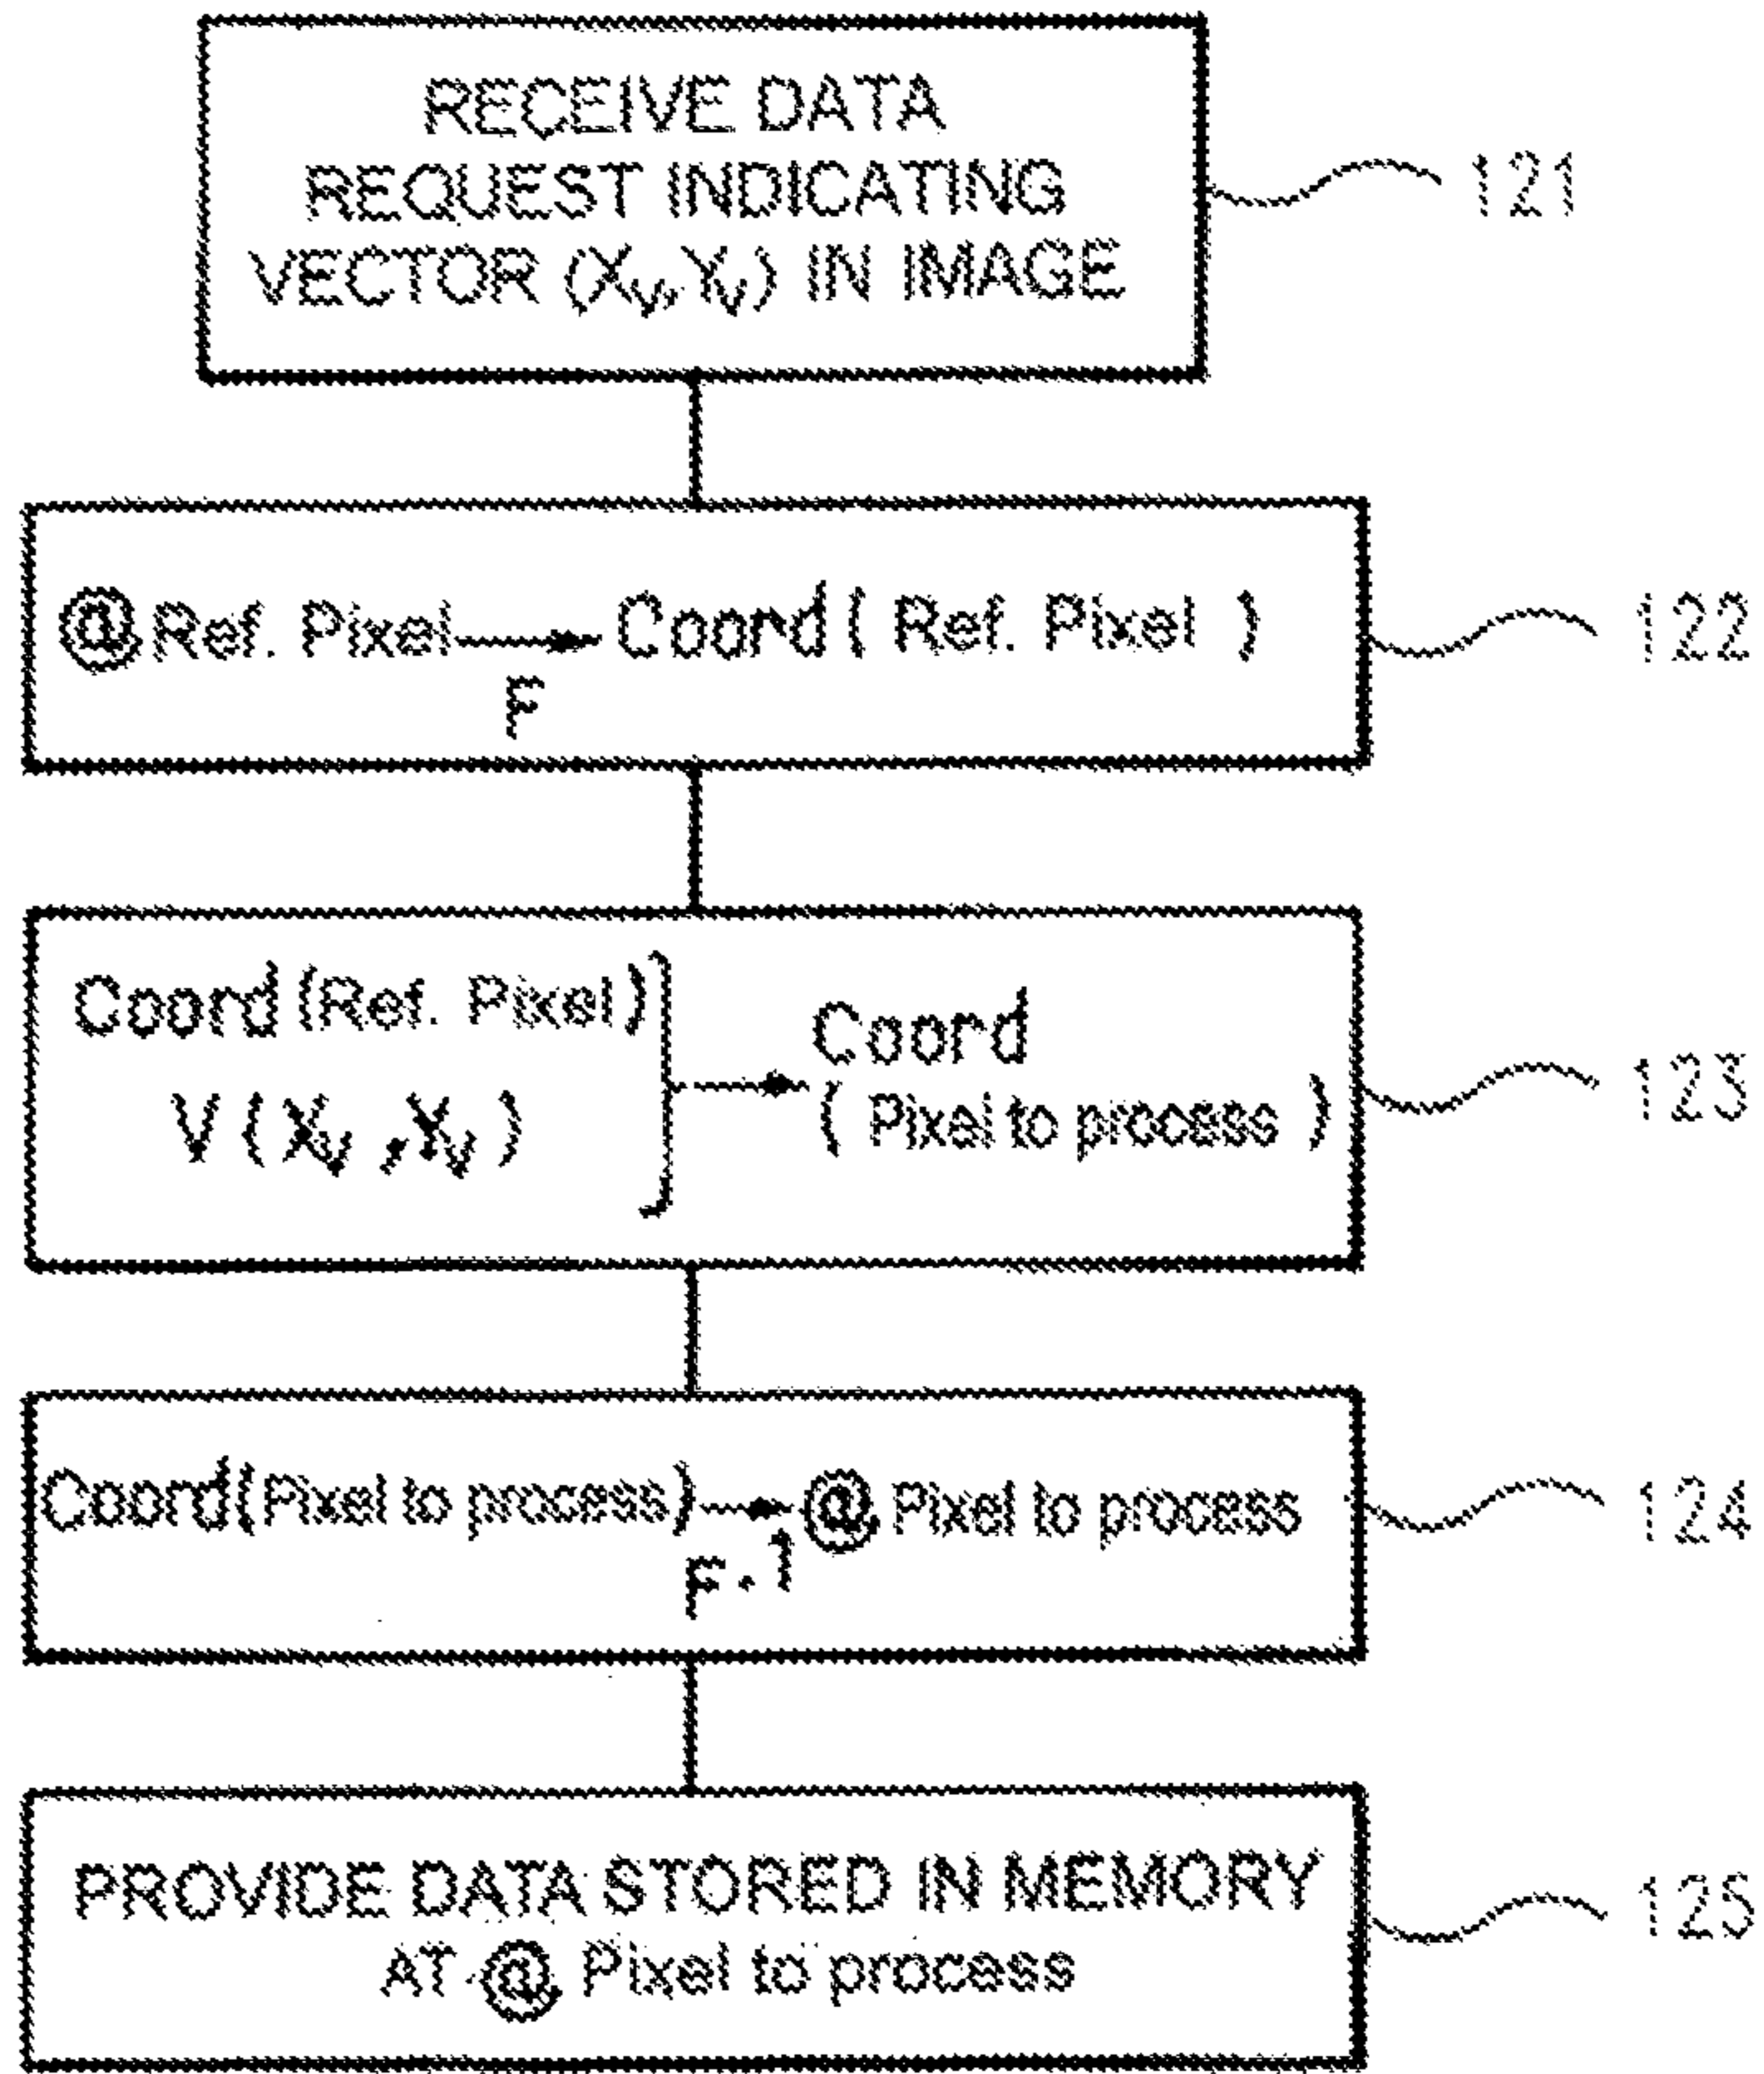 RECEIVE DATA
REQUEST INDICATING
VECTOR (Xv,Yv) IN IMAGE
121
@ Ref. Pixel → Coord ( Ref. Pixel )
F
122
Coord (Ref. Pixel)
V ( Xv , Yv )
Coord
( Pixel to process )
123
Coord (Pixel to process) → @ Pixel to process
F-1
124
PROVIDE DATA STORED IN MEMORY
AT @ Pixel to process
125